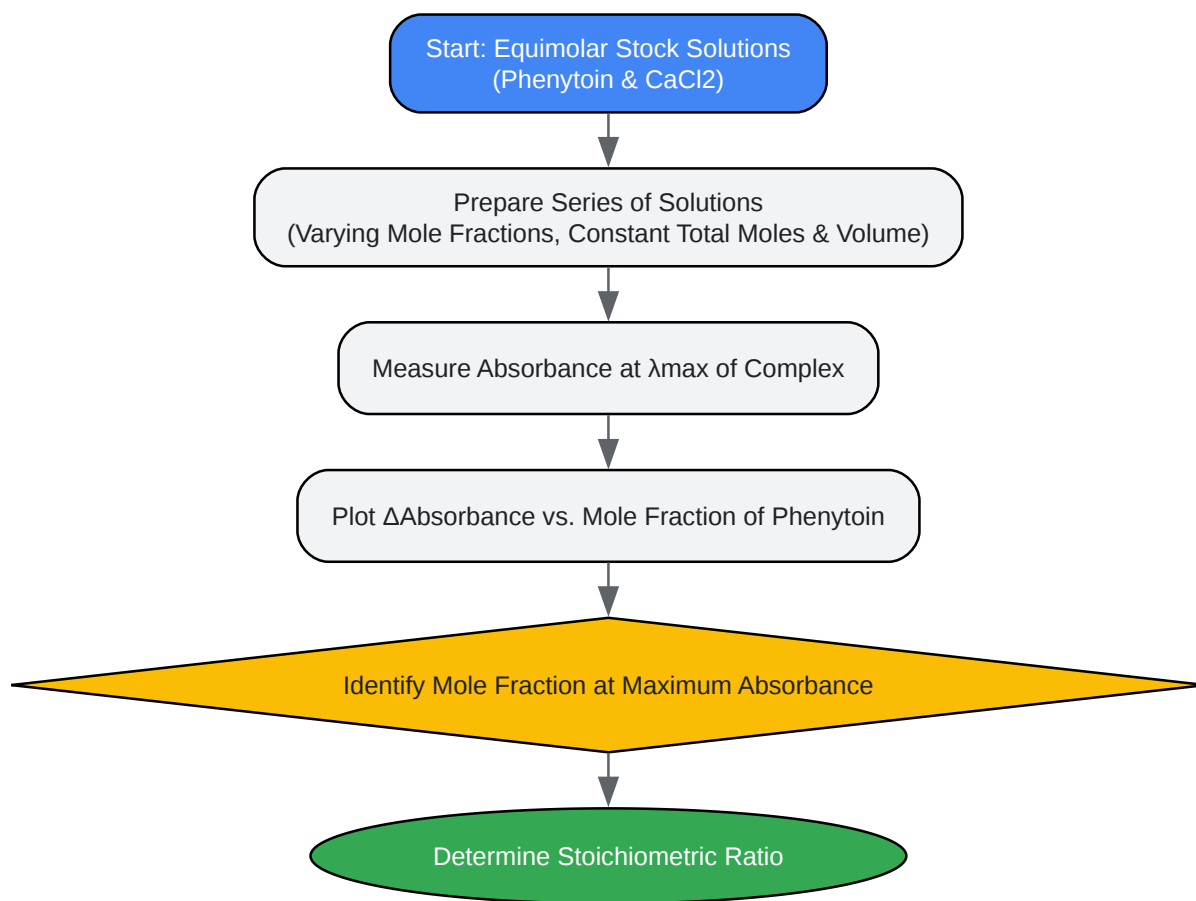 Start: Equimolar Stock Solutions
(Phenytoin & CaCl2)
Prepare Series of Solutions
(Varying Mole Fractions, Constant Total Moles & Volume)
Measure Absorbance at λmax of Complex
Plot ΔAbsorbance vs. Mole Fraction of Phenytoin
Identify Mole Fraction at Maximum Absorbance
Determine Stoichiometric Ratio